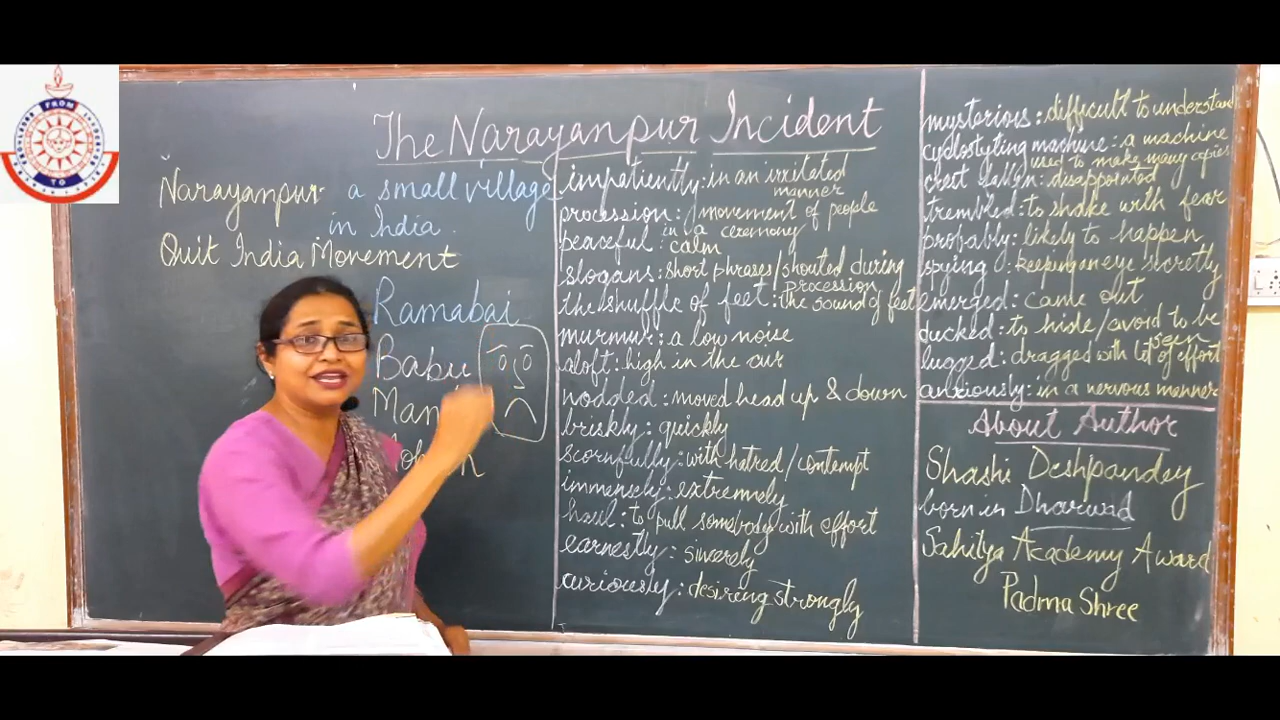 The Narayanpur Incident
Narayanpur: a small village
in India.
Quit India Movement
Ramabai
Babu
impatiently: in an irritated
manner
procession: movement of people
in a ceremony
peaceful: calm
slogans: short phrases/shouted during
procession
the shuffle of feet: the sound of feet
murmur: a low noise
aloft: high in the air
nodded: moved head up & down
briskly: quickly
scornfully: with hatred/contempt
immensely: extremely
haul: to pull somebody with effort
earnestly: sincerely
curiously: desiring strongly
mysterious: difficult to understand
cyclostyling machine: a machine
used to make many copies
crest fallen: disappointed
trembled: to shake with fear
probably: likely to happen
spying: keeping an eye secretly
emerged: came out
ducked: to hide/avoid to be
seen
lugged: dragged with lot of effort
anxiously: in a nervous manner
About Author
Shashi Deshpandey
born in Dharwad
Sahitya Academy Award
Padma Shree
FROM
TO